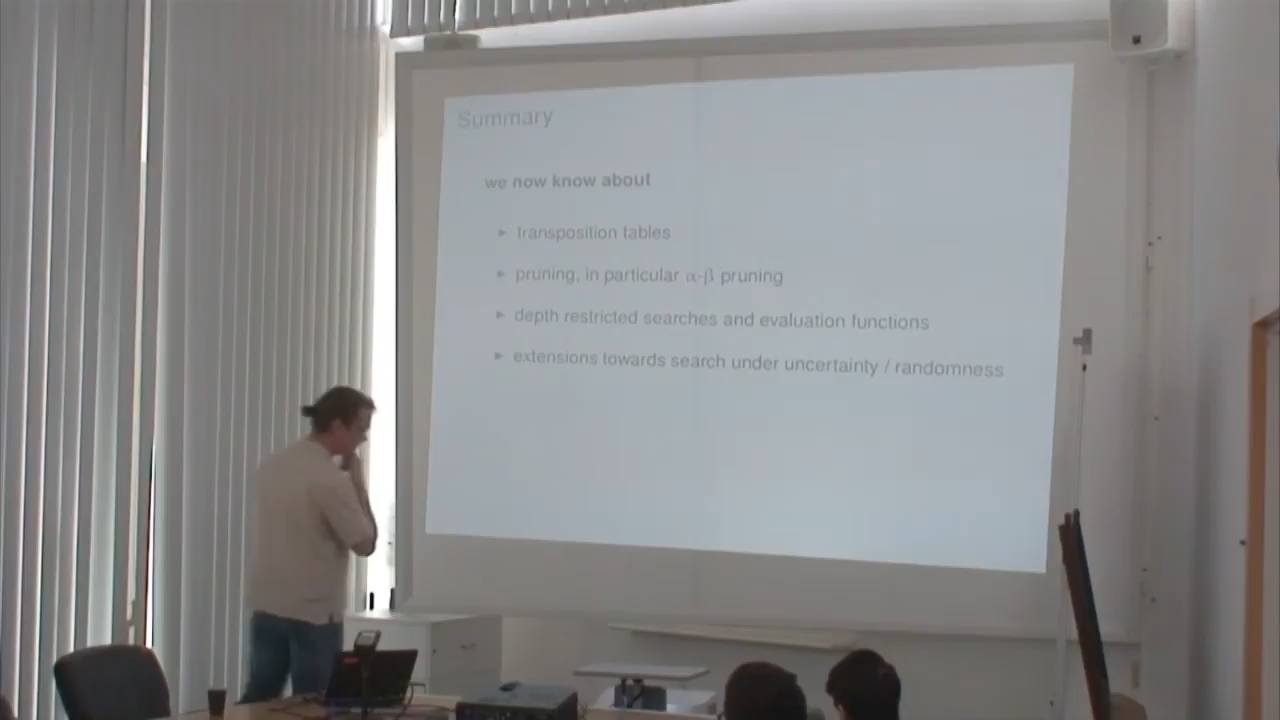 Summary
we now know about
► transposition tables
► pruning, in particular α-β pruning
► depth restricted searches and evaluation functions
► extensions towards search under uncertainty / randomness